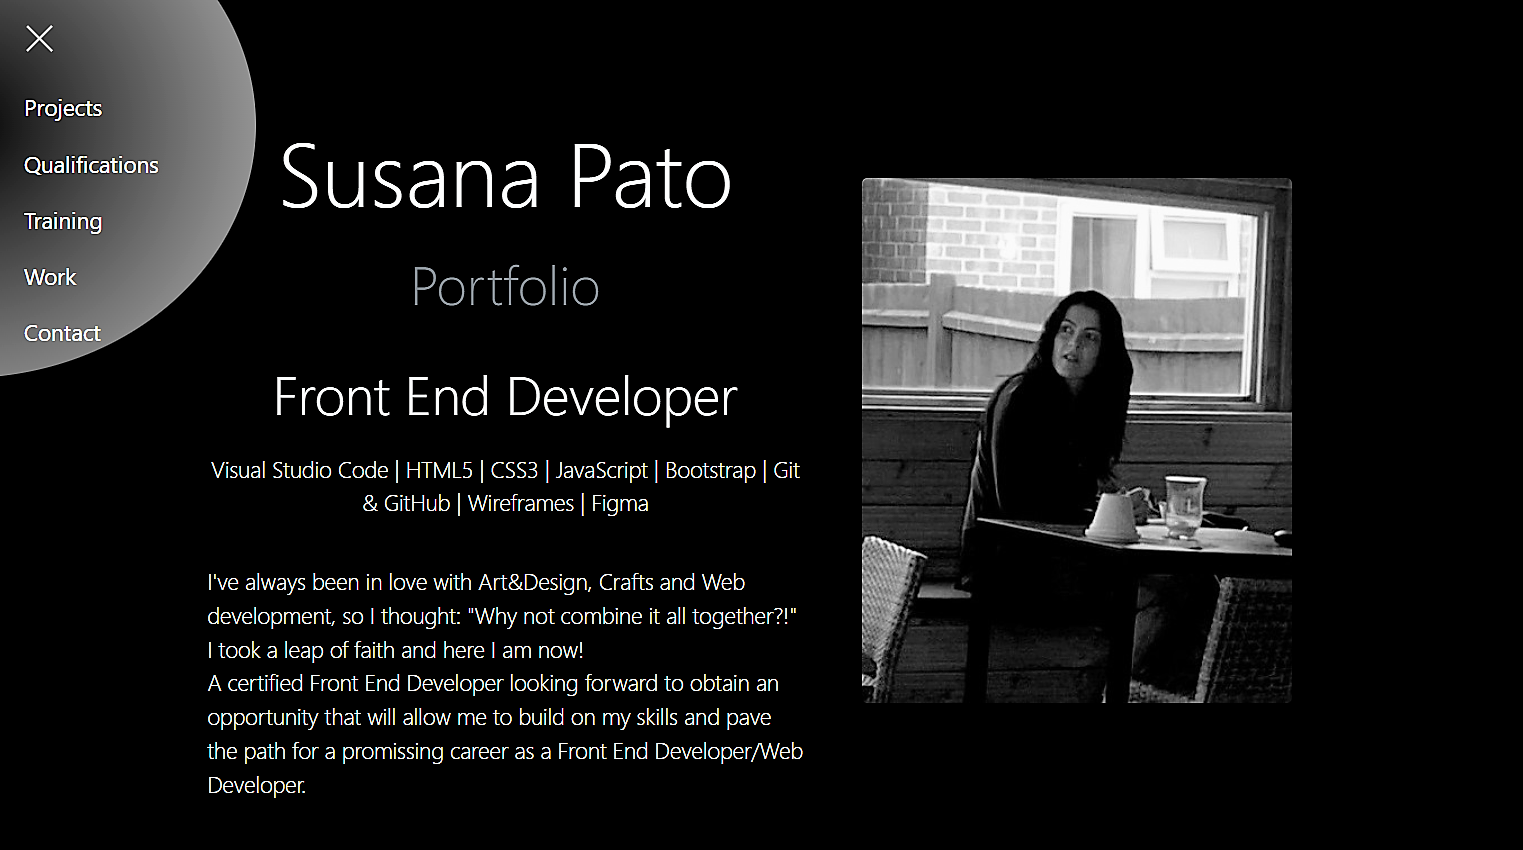 Projects
Qualifications
Training
Work
Contact
Susana Pato
Portfolio
Front End Developer
Visual Studio Code | HTML5 | CSS3 | JavaScript | Bootstrap | Git
& GitHub | Wireframes | Figma
I've always been in love with Art&Design, Crafts and Web
development, so I thought: "Why not combine it all together?!"
I took a leap of faith and here I am now!
A certified Front End Developer looking forward to obtain an
opportunity that will allow me to build on my skills and pave
the path for a promissing career as a Front End Developer/Web
Developer.